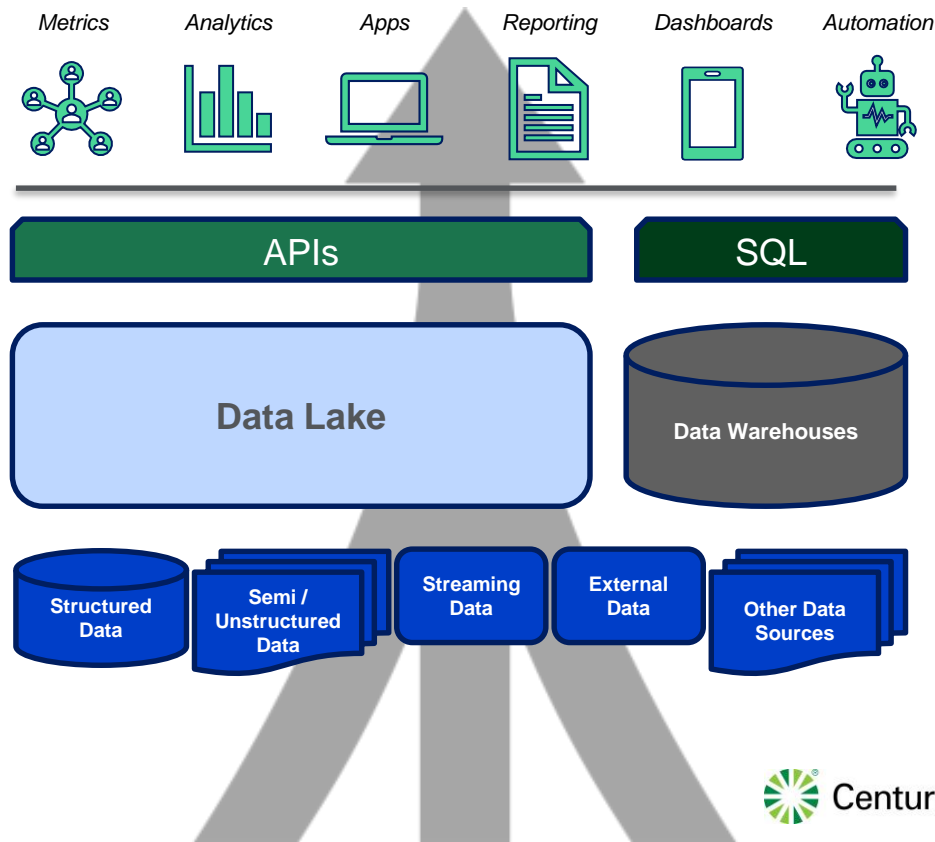 Metrics
Analytics
Apps
Reporting
Dashboards
Automation
APIs
SQL
Data Lake
Data Warehouses
Structured
Data
Semi /
Unstructured
Data
Streaming
Data
External
Data
Other Data
Sources
®
Centur